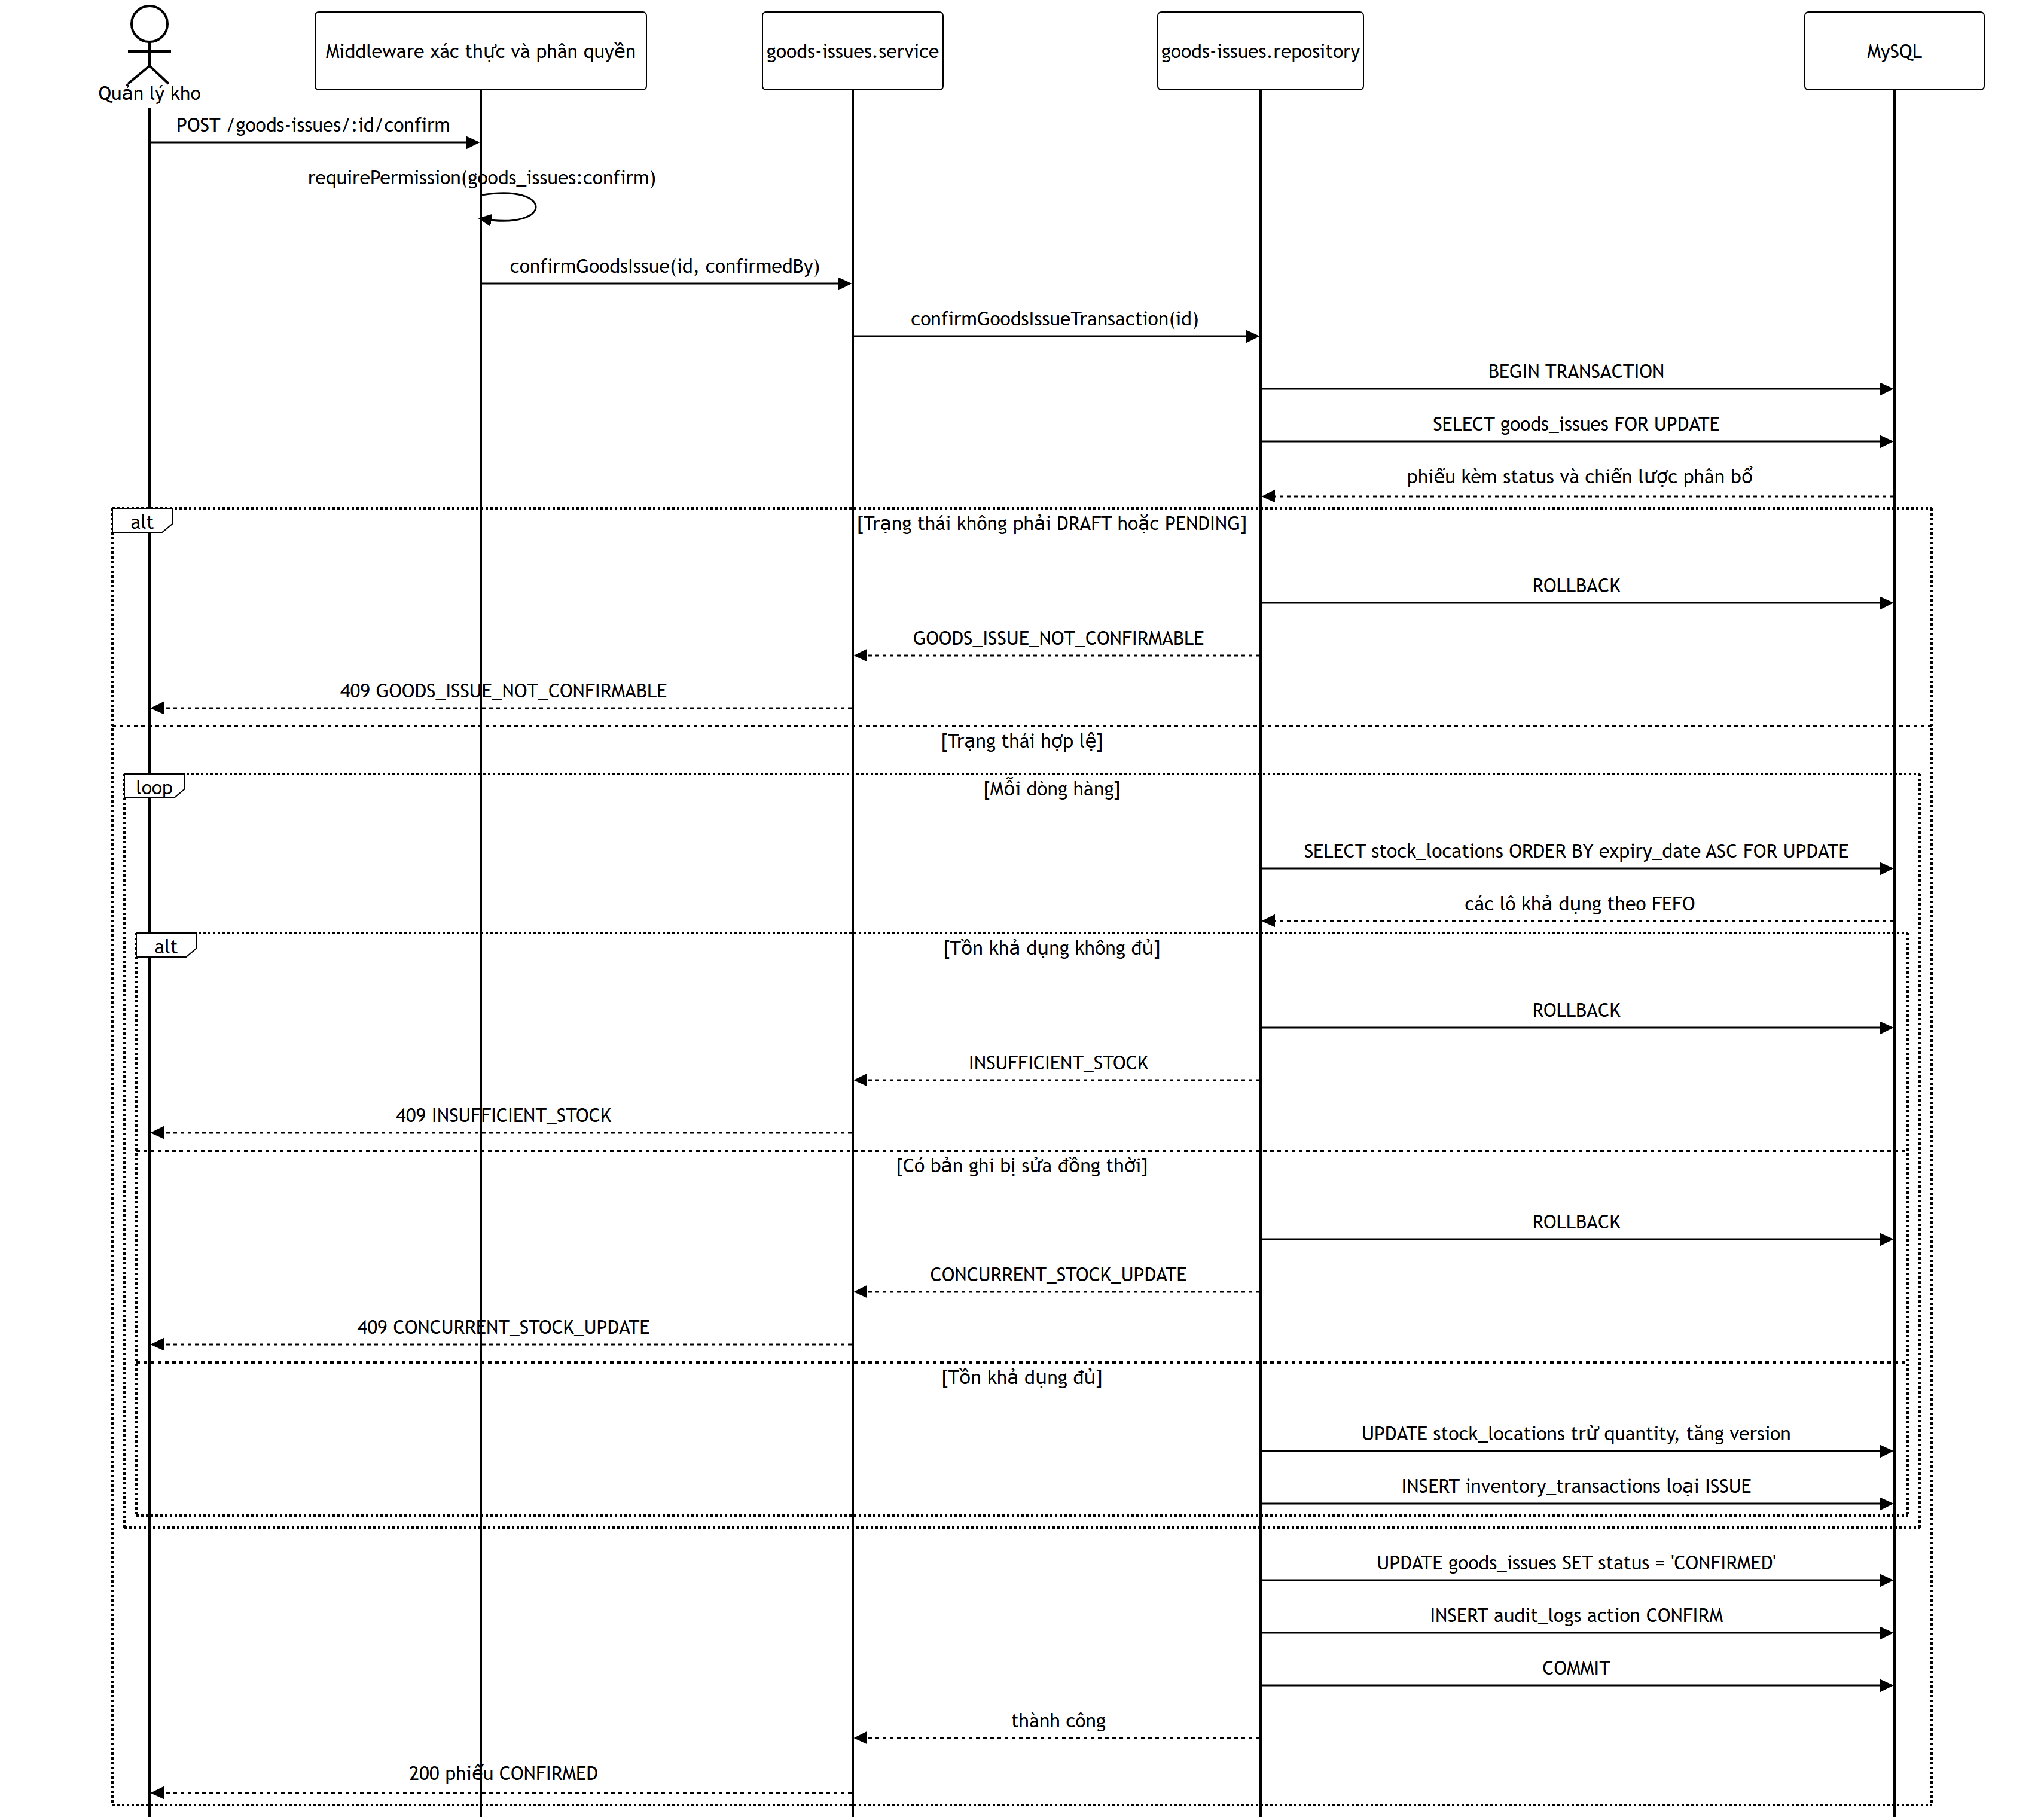 Quản lý kho
Middleware xác thực và phân quyền
goods-issues.service
goods-issues.repository
MySQL
POST /goods-issues/:id/confirm
requirePermission(goods_issues:confirm)
confirmGoodsIssue(id, confirmedBy)
confirmGoodsIssueTransaction(id)
BEGIN TRANSACTION
SELECT goods_issues FOR UPDATE
phiếu kèm status và chiến lược phân bổ
alt
[Trạng thái không phải DRAFT hoặc PENDING]
ROLLBACK
GOODS_ISSUE_NOT_CONFIRMABLE
409 GOODS_ISSUE_NOT_CONFIRMABLE
[Trạng thái hợp lệ]
loop
[Mỗi dòng hàng]
SELECT stock_locations ORDER BY expiry_date ASC FOR UPDATE
các lô khả dụng theo FEFO
alt
[Tồn khả dụng không đủ]
ROLLBACK
INSUFFICIENT_STOCK
409 INSUFFICIENT_STOCK
[Có bản ghi bị sửa đồng thời]
ROLLBACK
CONCURRENT_STOCK_UPDATE
409 CONCURRENT_STOCK_UPDATE
[Tồn khả dụng đủ]
UPDATE stock_locations trừ quantity, tăng version
INSERT inventory_transactions loại ISSUE
UPDATE goods_issues SET status = 'CONFIRMED'
INSERT audit_logs action CONFIRM
COMMIT
thành công
200 phiếu CONFIRMED